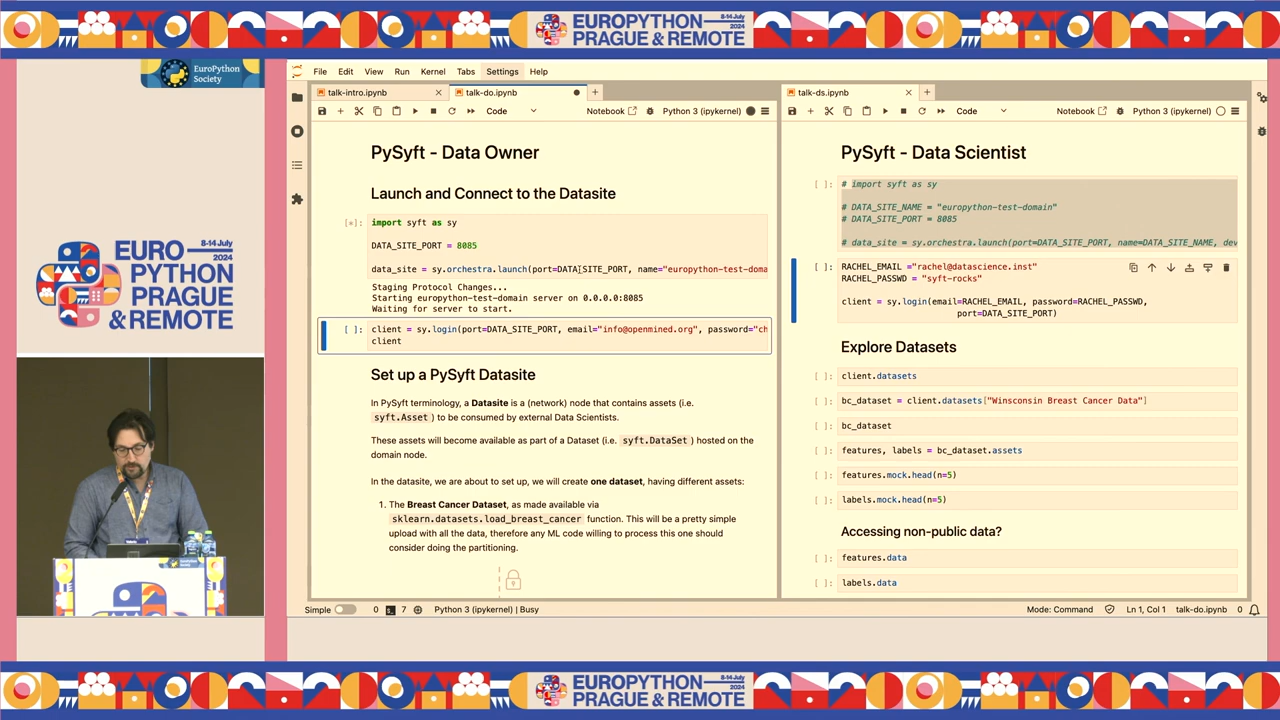 EUROPYTHON
PRAGUE & REMOTE
8-14 July
2024
EuroPython
Society
File Edit View Run Kernel Tabs Settings Help
talk-intro.ipynb
talk-do.ipynb
talk-ds.ipynb
Code
Notebook
Python 3 (ipykernel)
Code
Notebook
Python 3 (ipykernel)
PySyft - Data Owner
Launch and Connect to the Datasite
[*]:
import syft as sy
DATA_SITE_PORT = 8085
data_site = sy.orchestra.launch(port=DATA_SITE_PORT, name="europython-test-doma
Staging Protocol Changes...
Starting europython-test-domain server on 0.0.0.0:8085
Waiting for server to start.
[ ]:
client = sy.login(port=DATA_SITE_PORT, email="info@openmined.org", password="ch
client
Set up a PySyft Datasite
In PySyft terminology, a Datasite is a (network) node that contains assets (i.e.
syft.Asset ) to be consumed by external Data Scientists.
These assets will become available as part of a Dataset (i.e. syft.DataSet ) hosted on the
domain node.
In the datasite, we are about to set up, we will create one dataset, having different assets:
1. The Breast Cancer Dataset, as made available via
sklearn.datasets.load_breast_cancer function. This will be a pretty simple
upload with all the data, therefore any ML code willing to process this one should
consider doing the partitioning.
PySyft - Data Scientist
[ ]:
# import syft as sy
# DATA_SITE_NAME = "europython-test-domain"
# DATA_SITE_PORT = 8085
# data_site = sy.orchestra.launch(port=DATA_SITE_PORT, name=DATA_SITE_NAME, dev
[ ]:
RACHEL_EMAIL ="rachel@datascience.inst"
RACHEL_PASSWD = "syft-rocks"
client = sy.login(email=RACHEL_EMAIL, password=RACHEL_PASSWD,
port=DATA_SITE_PORT)
Explore Datasets
[ ]: client.datasets
[ ]: bc_dataset = client.datasets["Winsconsin Breast Cancer Data"]
[ ]: bc_dataset
[ ]: features, labels = bc_dataset.assets
[ ]: features.mock.head(n=5)
[ ]: labels.mock.head(n=5)
Accessing non-public data?
[ ]: features.data
[ ]: labels.data
Simple 0 7 Python 3 (ipykernel) | Busy
Mode: Command Ln 1, Col 1 talk-do.ipynb 0
8-14 July
2024
EURO
PYTHON
PRAGUE
& REMOTE
EUROPYTHON
PRAGUE & REMOTE
8-14 July
2024